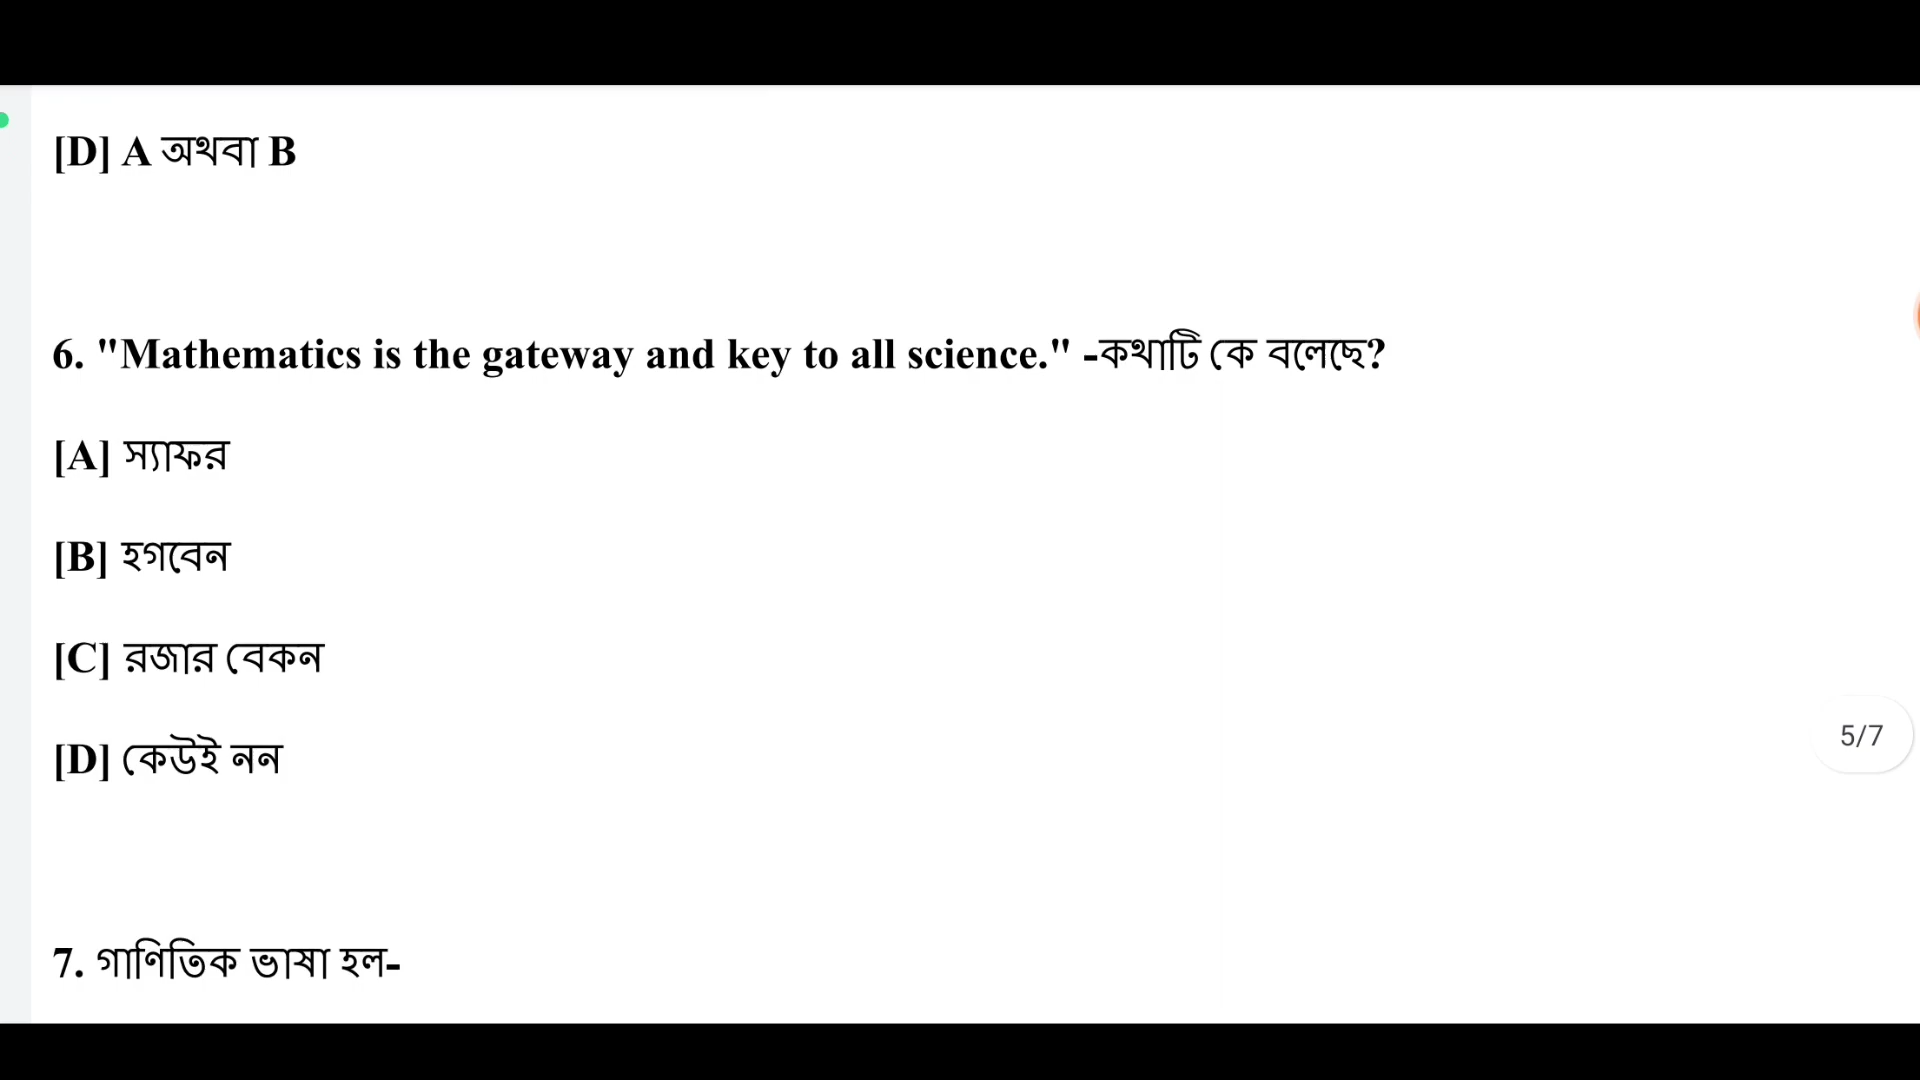 [D] A অথবা B
6. "Mathematics is the gateway and key to all science." -কথাটি কে বলেছে?
[A] স্যাফর
[B] হগবেন
[C] রজার বেকন
[D] কেউই নন
5/7
7. গাণিতিক ভাষা হল-